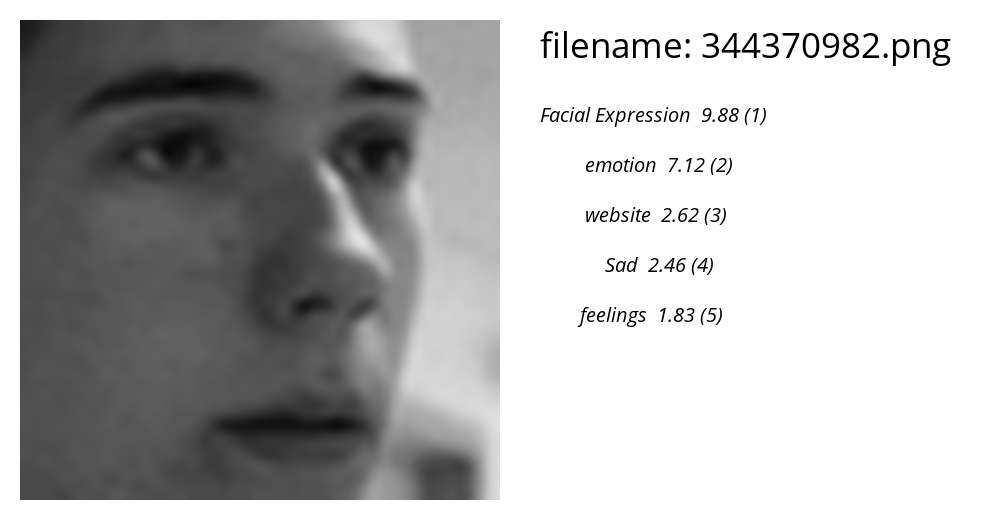 filename: 344370982.png
Facial Expression 9.88 (1)
emotion 7.12 (2)
website 2.62 (3)
Sad 2.46 (4)
feelings 1.83 (5)